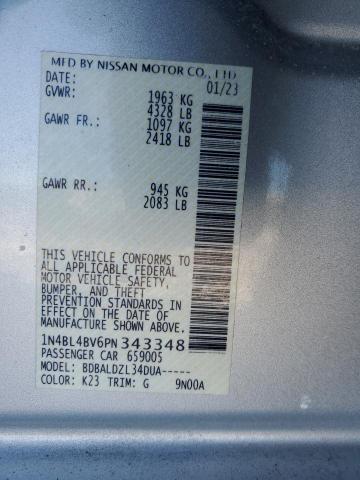 MFD BY NISSAN MOTOR CO., LTD
DATE: 01/23
GVWR: 1963 KG
4328 LB
GAWR FR.: 1097 KG
2418 LB
GAWR RR.: 945 KG
2083 LB
THIS VEHICLE CONFORMS TO
ALL APPLICABLE FEDERAL
MOTOR VEHICLE SAFETY,
BUMPER, AND THEFT
PREVENTION STANDARDS IN
EFFECT ON THE DATE OF
MANUFACTURE SHOWN ABOVE.
1N4BL4BV6PN343348
PASSENGER CAR 659005
MODEL: BDBALDZL34DUA-----
COLOR: K23 TRIM: G 9N00A